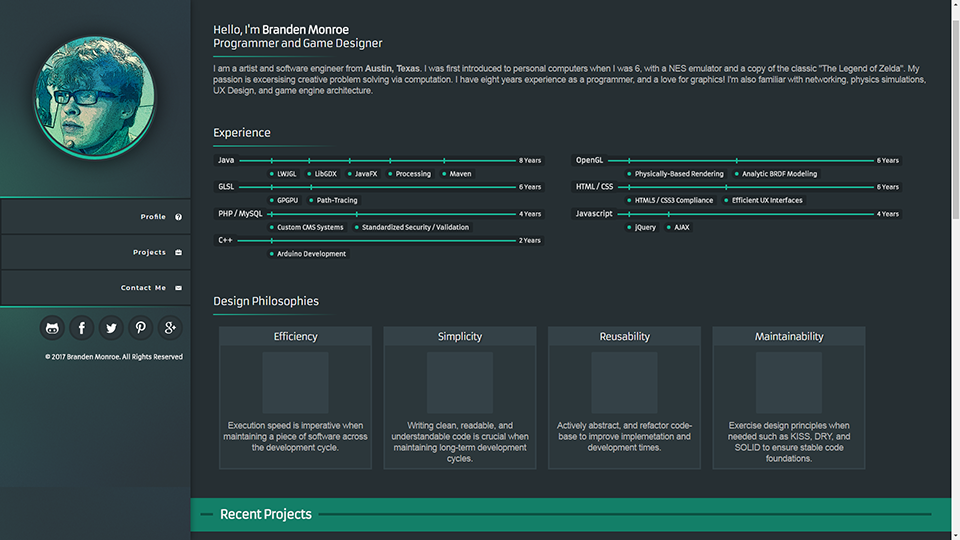 Profile
Projects
Contact Me
© 2017 Branden Monroe. All Rights Reserved
Hello, I'm Branden Monroe
Programmer and Game Designer
I am a artist and software engineer from Austin, Texas. I was first introduced to personal computers when I was 6, with a NES emulator and a copy of the classic "The Legend of Zelda". My
passion is excersising creative problem solving via computation. I have eight years experience as a programmer, and a love for graphics! I'm also familiar with networking, physics simulations,
UX Design, and game engine architecture.
Experience
Java 8 Years
LWJGL LibGDX JavaFX Processing Maven
GLSL 6 Years
GPGPU Path-Tracing
PHP / MySQL 4 Years
Custom CMS Systems Standardized Security / Validation
C++ 2 Years
Arduino Development
OpenGL 6 Years
Physically-Based Rendering Analytic BRDF Modeling
HTML / CSS 6 Years
HTML5 / CSS3 Compliance Efficient UX Interfaces
Javascript 4 Years
jQuery AJAX
Design Philosophies
Efficiency
Execution speed is imperative when
maintaining a piece of software across
the development cycle.
Simplicity
Writing clean, readable, and
understandable code is crucial when
maintaining long-term development
cycles.
Reusability
Actively abstract, and refactor code-
base to improve implemetation and
development times.
Maintainability
Exercise design principles when
needed such as KISS, DRY, and
SOLID to ensure stable code
foundations.
Recent Projects